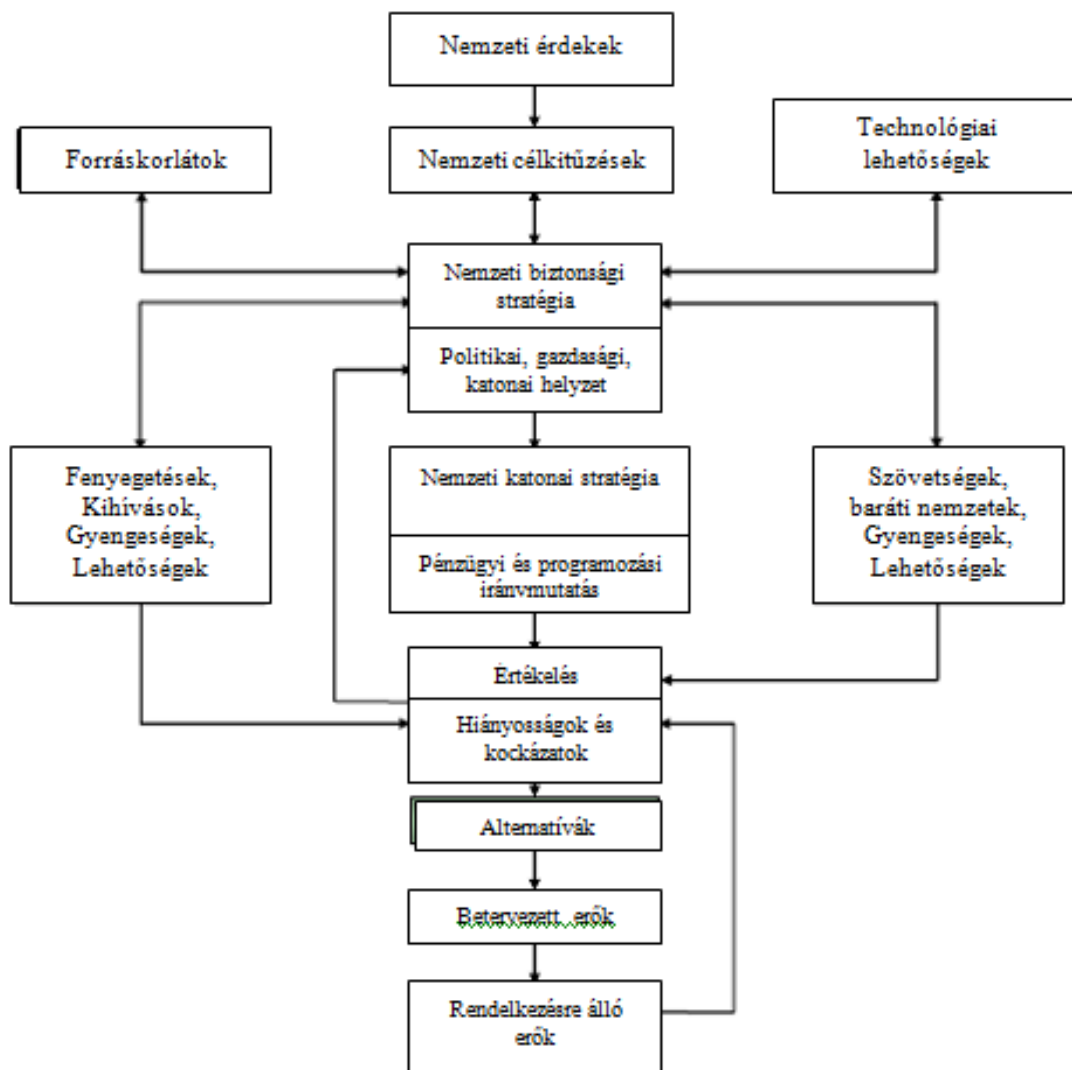 Nemzeti érdekek
Forráskorlátok
Nemzeti célkitűzések
Technológiai
lehetőségek
Nemzeti biztonsági
stratégia
Politikai, gazdasági,
katonai helyzet
Fenyegetések,
Kihívások,
Gyengeségek,
Lehetőségek
Nemzeti katonai stratégia
Pénzügyi és programozási
iránymutatás
Szövetségek,
baráti nemzetek,
Gyengeségek,
Lehetőségek
Értékelés
Hiányosságok és
kockázatok
Alternatívák
Betervezett erők
Rendelkezésre álló
erők